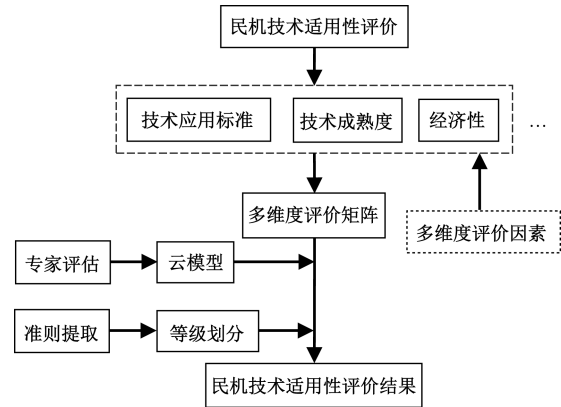 民机技术适用性评价
技术应用标准
技术成熟度
经济性
…
多维度评价矩阵
多维度评价因素
专家评估
云模型
准则提取
等级划分
民机技术适用性评价结果